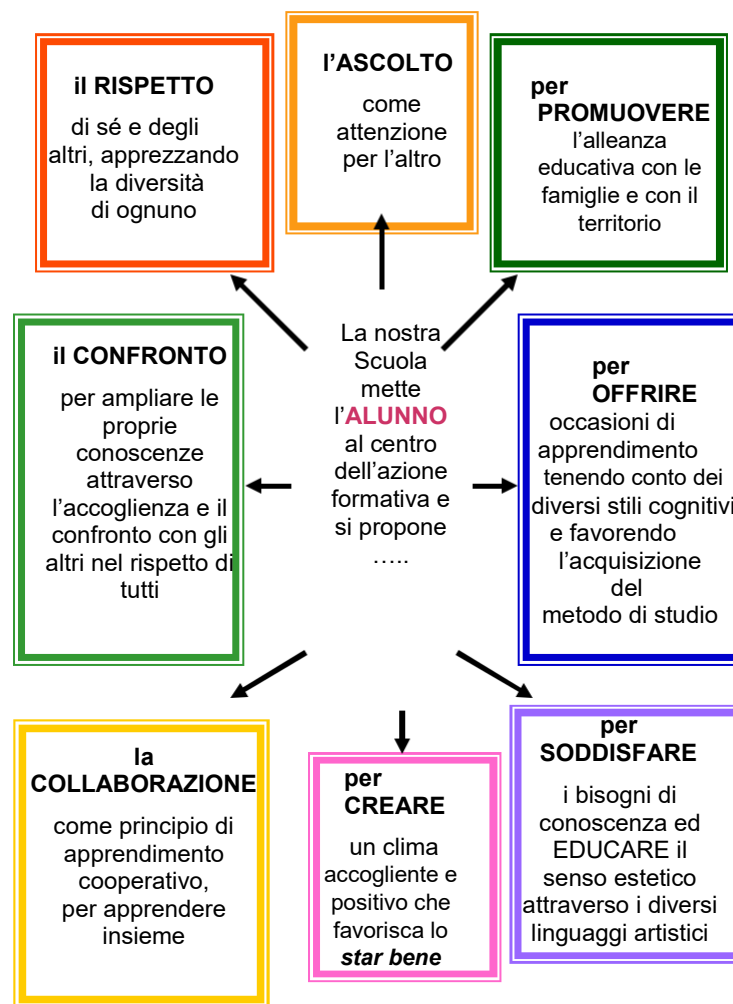 il RISPETTO
di sé e degli
altri, apprezzando
la diversità
di ognuno
l’ASCOLTO
come
attenzione
per l’altro
per
PROMUOVERE
l’alleanza
educativa con le
famiglie e con il
territorio
il CONFRONTO
per ampliare le
proprie
conoscenze
attraverso
l’accoglienza e il
confronto con gli
altri nel rispetto di
tutti
La nostra
Scuola
mette
l’ALUNNO
al centro
dell’azione
formativa e
si propone
…..
per
OFFRIRE
occasioni di
apprendimento
tenendo conto dei
diversi stili cognitivi
e favorendo
l’acquisizione
del
metodo di studio
la
COLLABORAZIONE
come principio di
apprendimento
cooperativo,
per apprendere
insieme
per
CREARE
un clima
accogliente e
positivo che
favorisca lo
star bene
per
SODDISFARE
i bisogni di
conoscenza ed
EDUCARE il
senso estetico
attraverso i diversi
linguaggi artistici